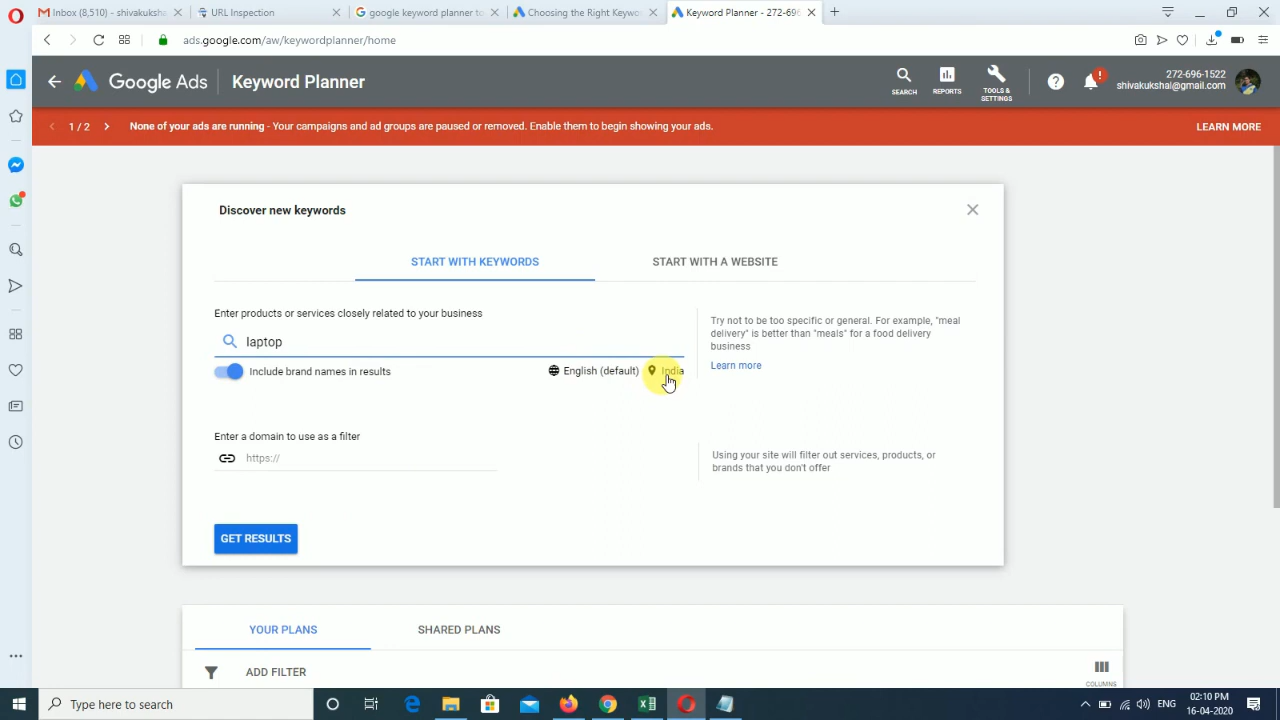 Inbox (8,510) - shivakuksha
URL Inspection
google keyword planner to
Choosing the Right Keywo
Keyword Planner - 272-696
ads.google.com/aw/keywordplanner/home
Google Ads
Keyword Planner
SEARCH
REPORTS
TOOLS &
SETTINGS
272-696-1522
shivakukshal@gmail.com
1 / 2
None of your ads are running - Your campaigns and ad groups are paused or removed. Enable them to begin showing your ads.
LEARN MORE
Discover new keywords
START WITH KEYWORDS
START WITH A WEBSITE
Enter products or services closely related to your business
laptop
Include brand names in results
English (default)
India
Try not to be too specific or general. For example, "meal
delivery" is better than "meals" for a food delivery
business
Learn more
Enter a domain to use as a filter
https://
Using your site will filter out services, products, or
brands that you don't offer
GET RESULTS
YOUR PLANS
SHARED PLANS
ADD FILTER
COLUMNS
Type here to search
ENG
02:10 PM
16-04-2020